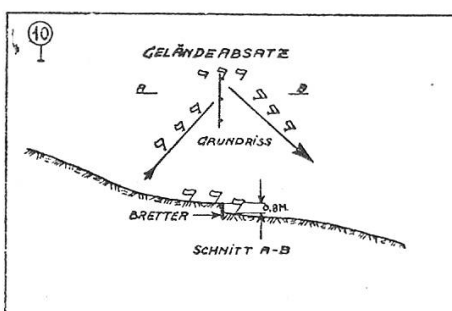 10
GELÄNDEABSATZ
A B
GRUNDRISS
0.8M.
BRETTER
SCHNITT A-B